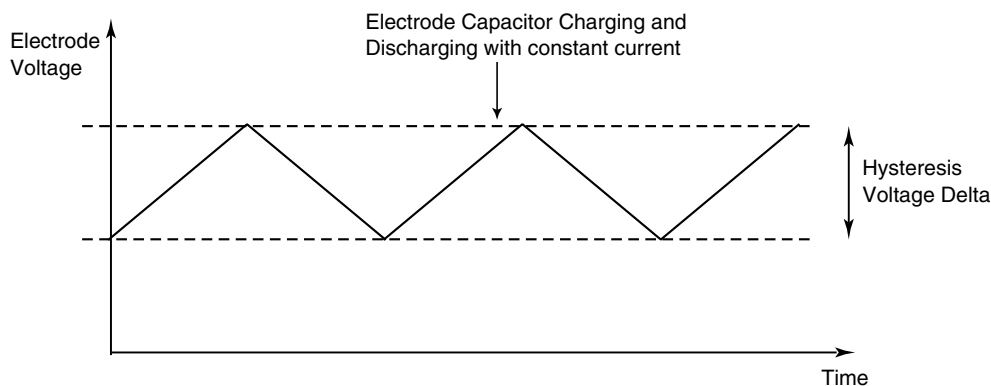 Electrode Capacitor Charging and
Discharging with constant current
Electrode
Voltage
Hysteresis
Voltage Delta
Time